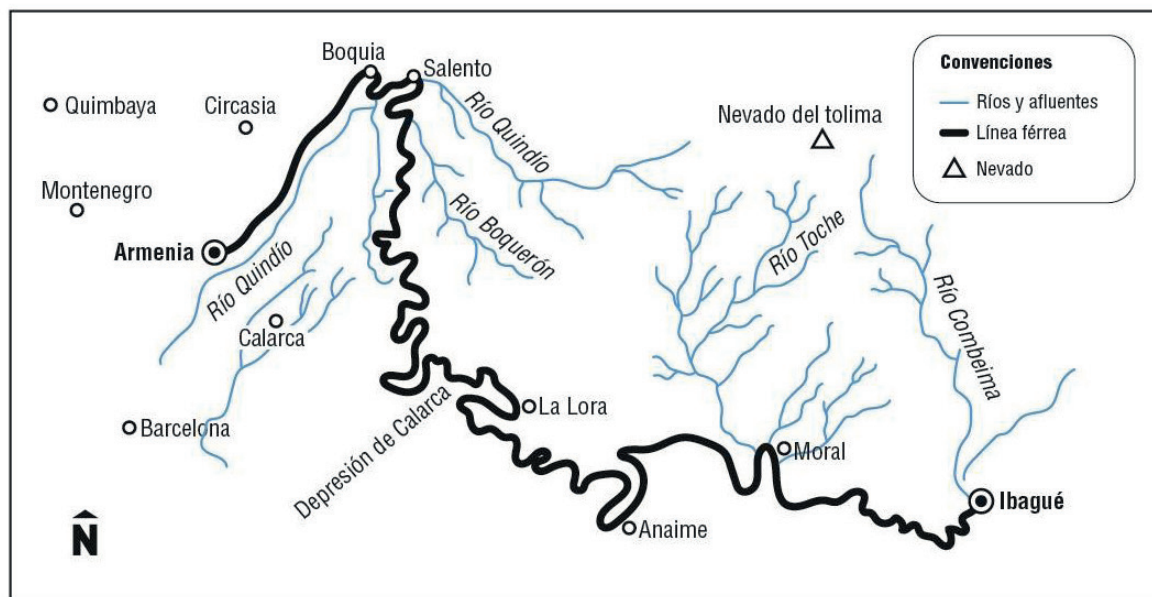 Boquia
Salento
Quimbaya
Circasia
Río Quindío
Nevado del tolima
Convenciones
Ríos y afluentes
Línea férrea
Nevado
Montenegro
Armenia
Río Quindío
Río Boquerón
Río Toche
Río Combeima
Calarca
Barcelona
Depresión de Calarca
La Lora
Moral
Anaime
Ibagué
N